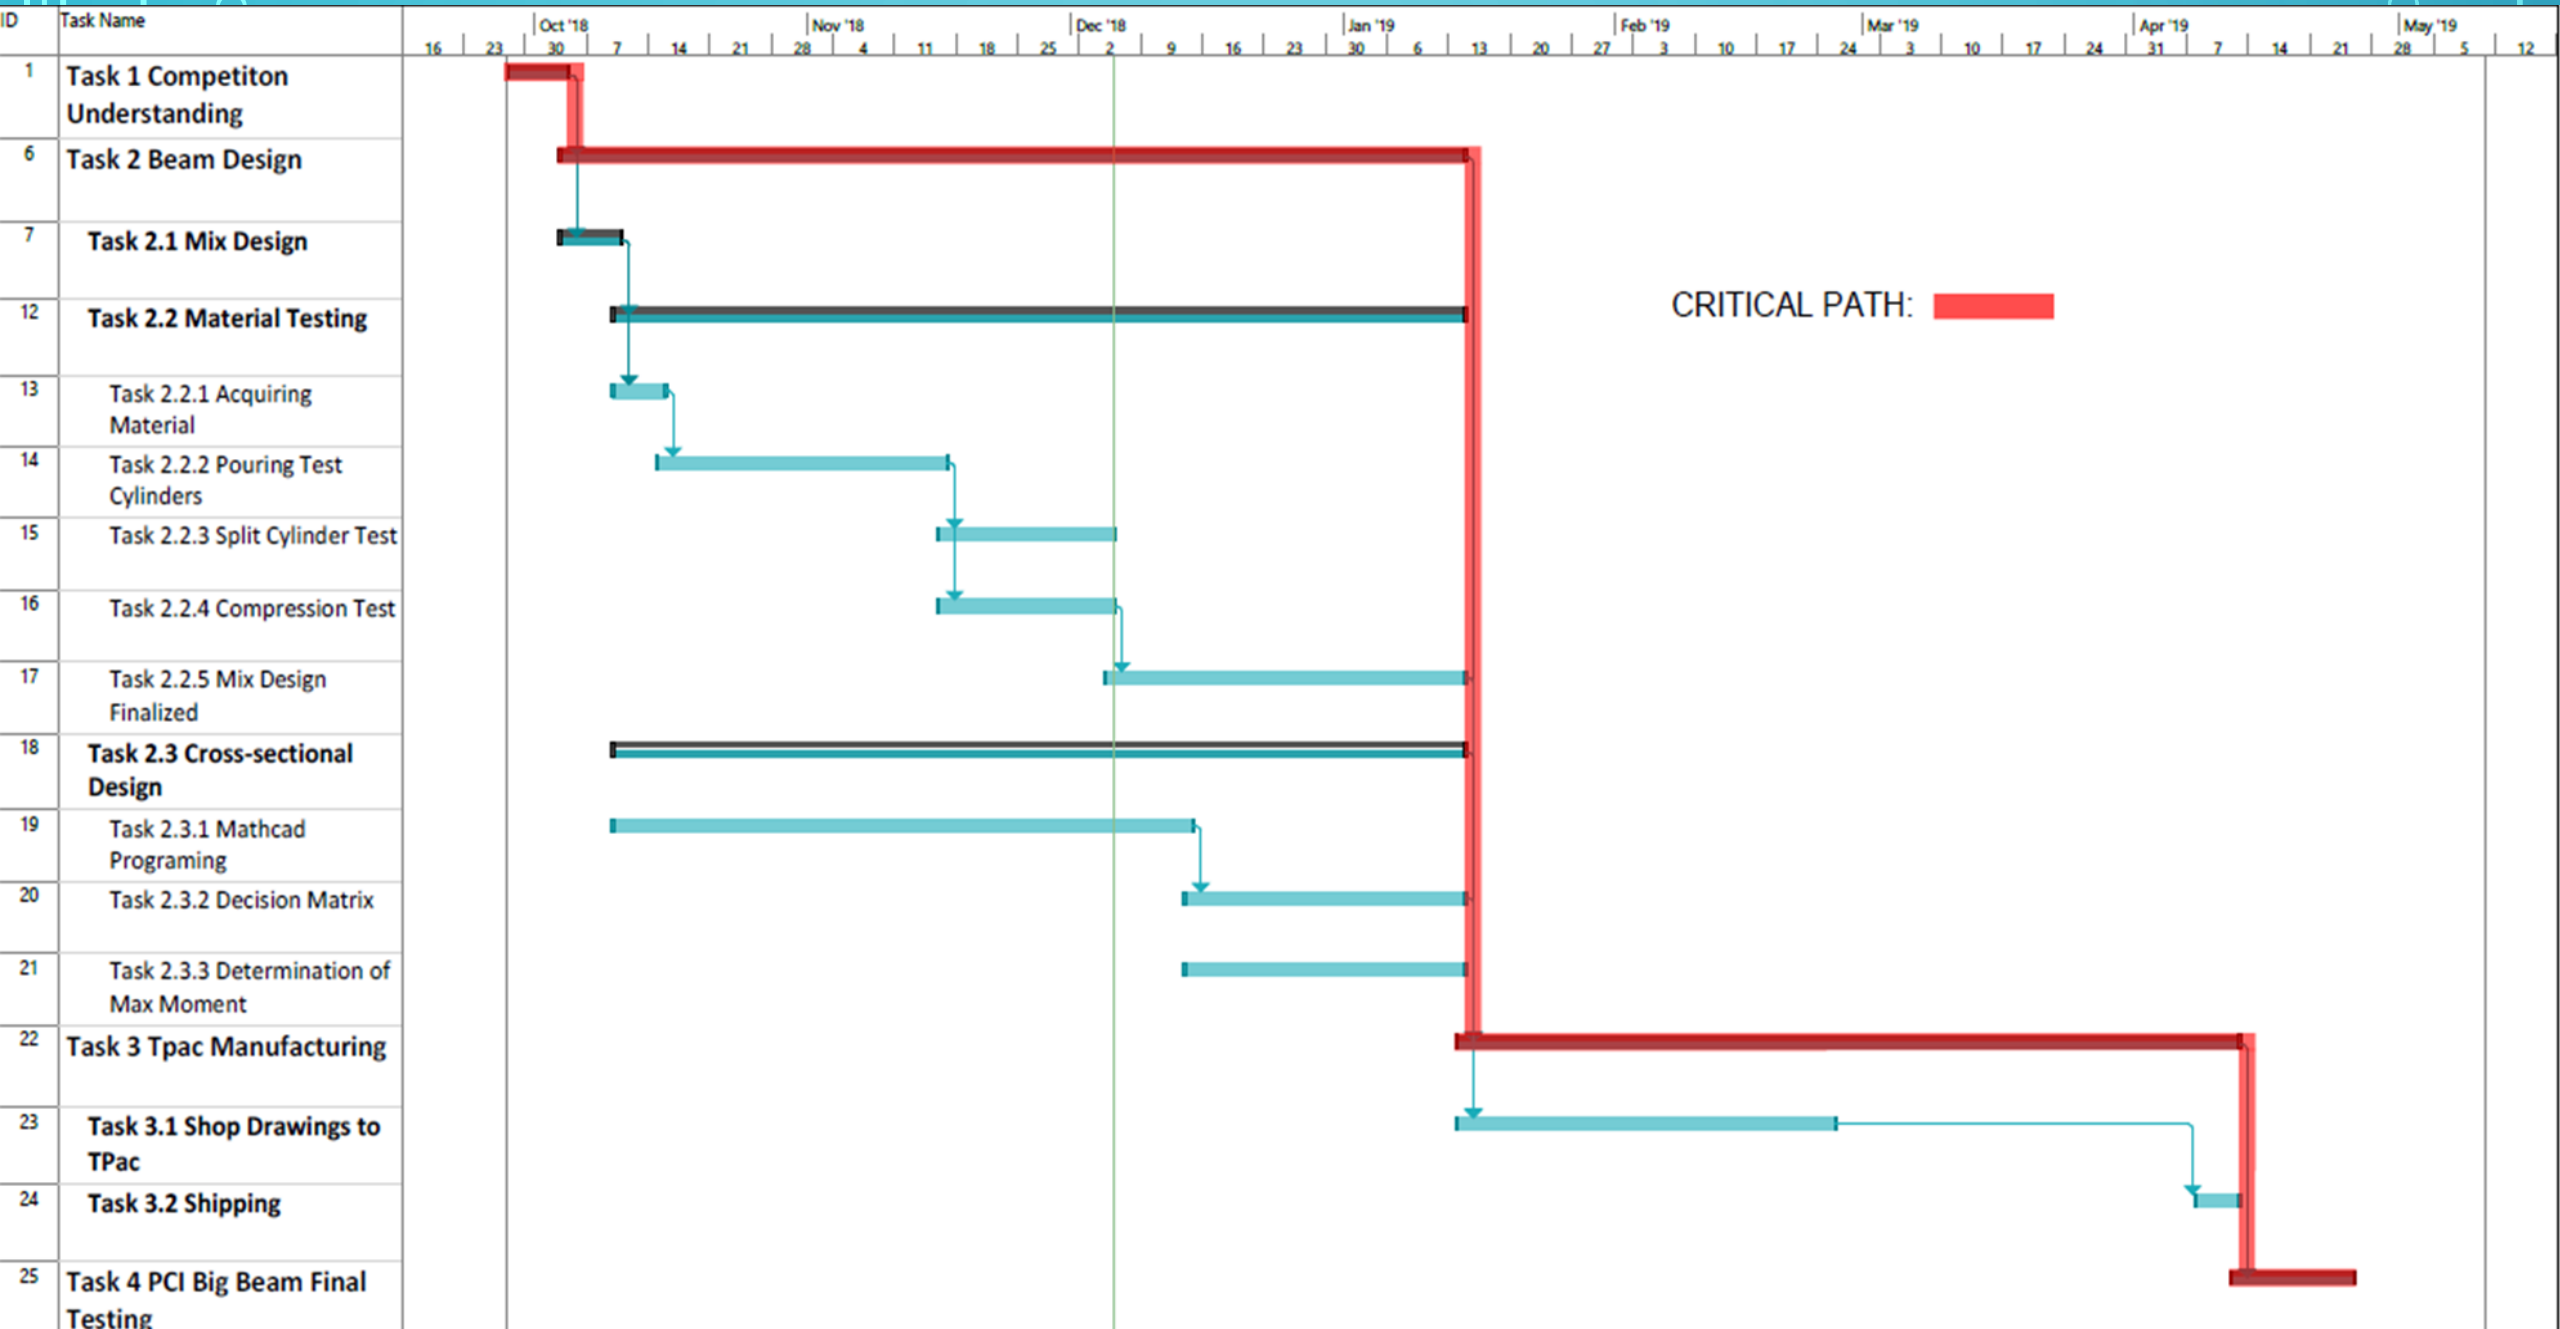 ID Task Name Oct '18 Nov '18 Dec '18 Jan '19 Feb '19 Mar '19 Apr '19 May '19
16 23 30 7 14 21 28 4 11 18 25 2 9 16 23 30 6 13 20 27 3 10 17 24 3 10 17 24 31 7 14 21 28 5 12
1 Task 1 Competiton
Understanding
6 Task 2 Beam Design
7 Task 2.1 Mix Design
CRITICAL PATH:
12 Task 2.2 Material Testing
13 Task 2.2.1 Acquiring
Material
14 Task 2.2.2 Pouring Test
Cylinders
15 Task 2.2.3 Split Cylinder Test
16 Task 2.2.4 Compression Test
17 Task 2.2.5 Mix Design
Finalized
18 Task 2.3 Cross-sectional
Design
19 Task 2.3.1 Mathcad
Programing
20 Task 2.3.2 Decision Matrix
21 Task 2.3.3 Determination of
Max Moment
22 Task 3 Tpac Manufacturing
23 Task 3.1 Shop Drawings to
TPac
24 Task 3.2 Shipping
25 Task 4 PCI Big Beam Final
Testing